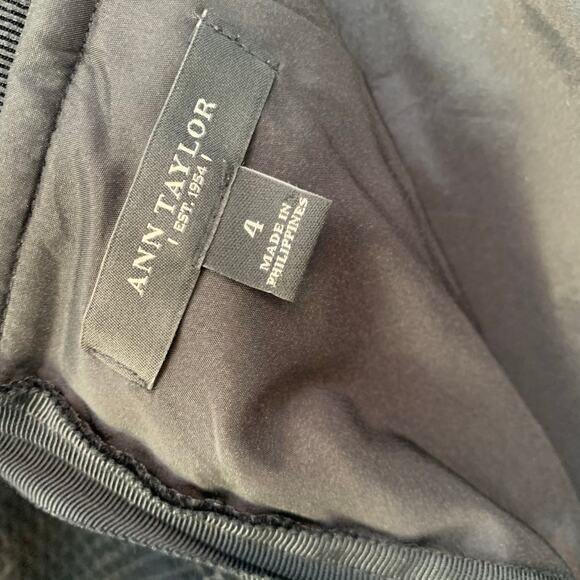 ANN TAYLOR
EST. 1954
4
MADE IN
PHILIPPINES